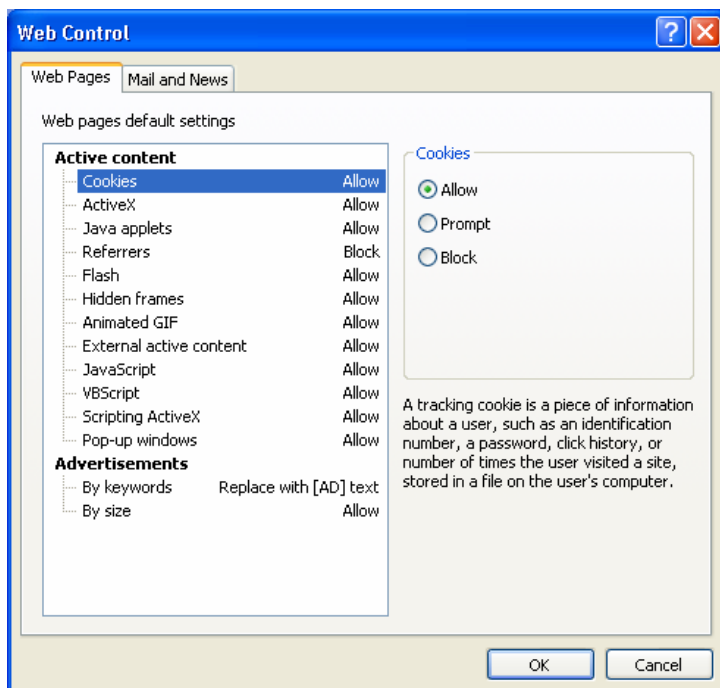 Web Control
Web Pages Mail and News
Web pages default settings
Active content
Cookies Allow
ActiveX Allow
Java applets Allow
Referrers Block
Flash Allow
Hidden frames Allow
Animated GIF Allow
External active content Allow
JavaScript Allow
VBScript Allow
Scripting ActiveX Allow
Pop-up windows Allow
Advertisements
By keywords Replace with [AD] text
By size Allow
Cookies
Allow
Prompt
Block
A tracking cookie is a piece of information
about a user, such as an identification
number, a password, click history, or
number of times the user visited a site,
stored in a file on the user's computer.
OK Cancel